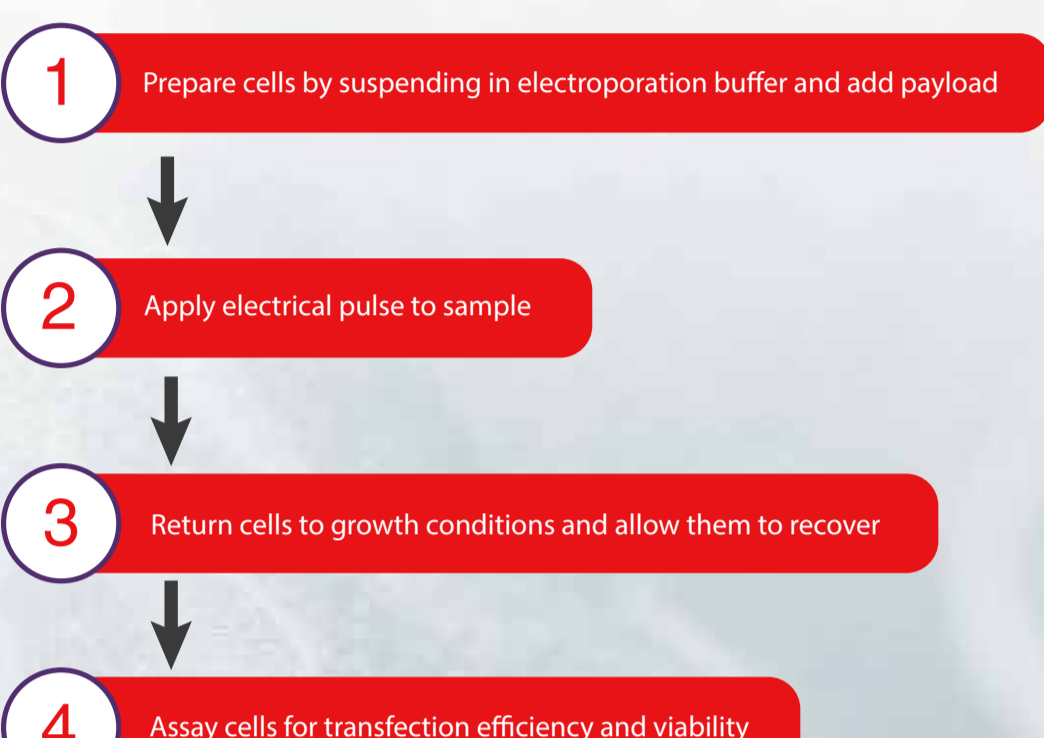 1
Prepare cells by suspending in electroporation buffer and add payload
2
Apply electrical pulse to sample
3
Return cells to growth conditions and allow them to recover
4
Assay cells for transfection efficiency and viability